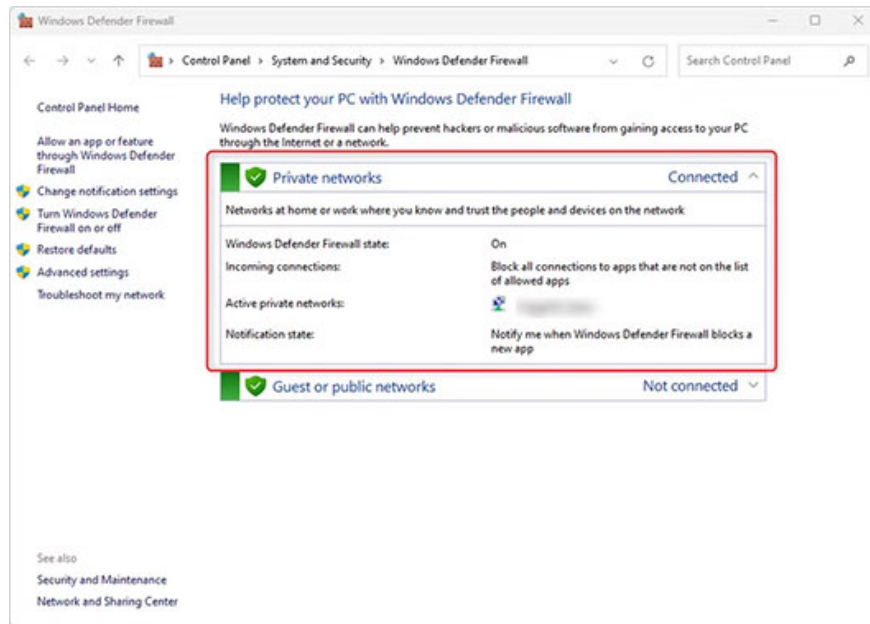 Windows Defender Firewall
Control Panel > System and Security > Windows Defender Firewall
Search Control Panel
Control Panel Home
Allow an app or feature
through Windows Defender
Firewall
Change notification settings
Turn Windows Defender
Firewall on or off
Restore defaults
Advanced settings
Troubleshoot my network
Help protect your PC with Windows Defender Firewall
Windows Defender Firewall can help prevent hackers or malicious software from gaining access to your PC
through the Internet or a network.
Private networks Connected
Networks at home or work where you know and trust the people and devices on the network
Windows Defender Firewall state: On
Incoming connections: Block all connections to apps that are not on the list
of allowed apps
Active private networks:
Notification state: Notify me when Windows Defender Firewall blocks a
new app
Guest or public networks Not connected
See also
Security and Maintenance
Network and Sharing Center